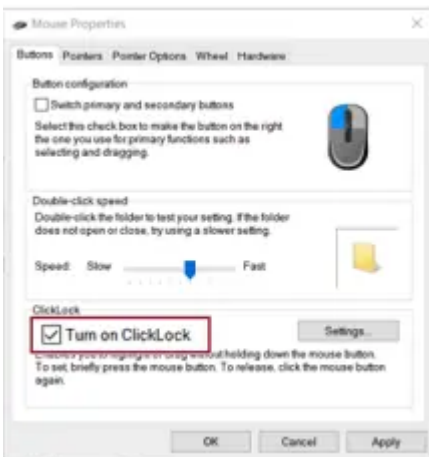 Mouse Properties
Buttons Pointers Pointer Options Wheel Hardware
Button configuration
Switch primary and secondary buttons
Select this check box to make the button on the right
the one you use for primary functions such as
selecting and dragging.
Double-click speed
Double-click the folder to test your setting. If the folder
does not open or close, try using a slower setting.
Speed: Slow Fast
ClickLock
Turn on ClickLock Settings...
Enables you to highlight or drag without holding down the mouse button.
To set, briefly press the mouse button. To release, click the mouse button
again.
OK Cancel Apply